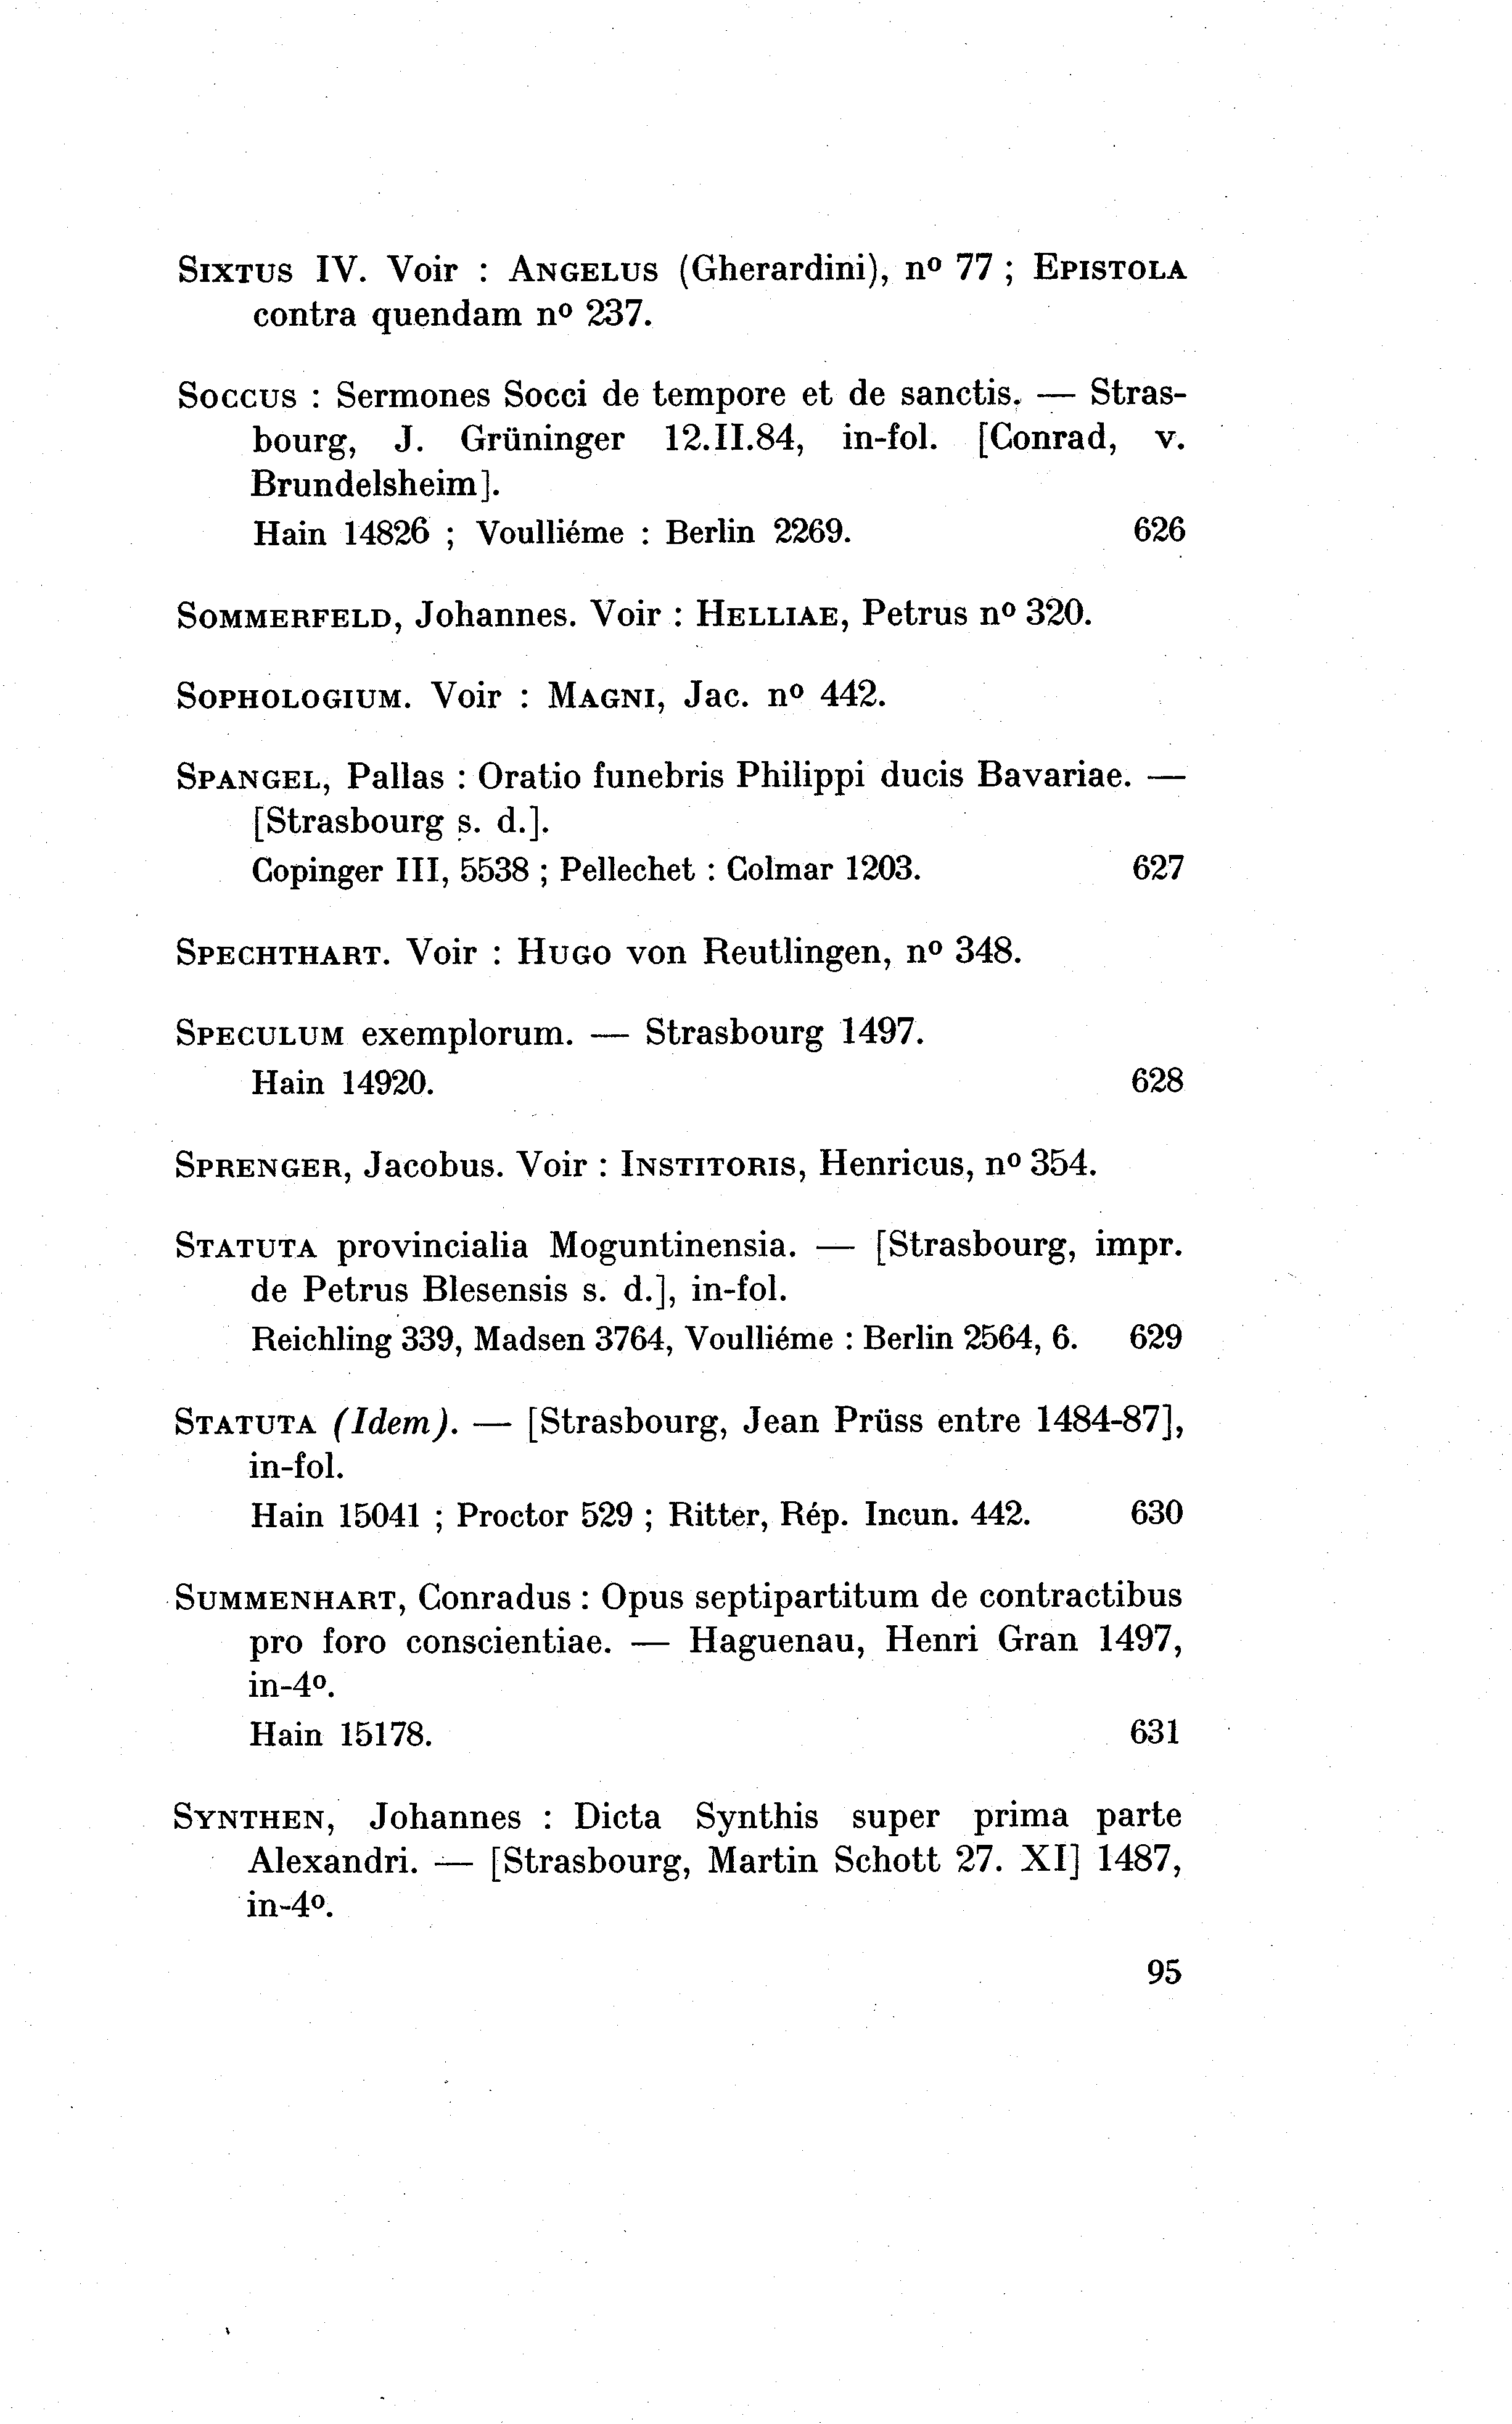 SIXTUS IV. Voir : ANGELUS (Gherardini), nº 77 ; EPISTOLA
contra quendam nº 237.
SOCCUS : Sermones Socci de tempore et de sanctis. — Stras-
bourg, J. Grüninger 12.II.84, in-fol. [Conrad, v.
Brundelsheim].
Hain 14826 ; Voulliéme : Berlin 2269. 626
SOMMERFELD, Johannes. Voir : HELLIAE, Petrus nº 320.
SOPHOLOGIUM. Voir : MAGNI, Jac. nº 442.
SPANGEL, Pallas : Oratio funebris Philippi ducis Bavariae. —
[Strasbourg s. d.].
Copinger III, 5538 ; Pellechet : Colmar 1203. 627
SPECHTHART. Voir : HUGO von Reutlingen, nº 348.
SPECULUM exemplorum. — Strasbourg 1497.
Hain 14920. 628
SPRENGER, Jacobus. Voir : INSTITORIS, Henricus, nº 354.
STATUTA provincialia Moguntinensia. — [Strasbourg, impr.
de Petrus Blesensis s. d.], in-fol.
Reichling 339, Madsen 3764, Voulliéme : Berlin 2564, 6. 629
STATUTA (Idem). — [Strasbourg, Jean Prüss entre 1484-87],
in-fol.
Hain 15041 ; Proctor 529 ; Ritter, Rép. Incun. 442. 630
SUMMENHART, Conradus : Opus septipartitum de contractibus
pro foro conscientiae. — Haguenau, Henri Gran 1497,
in-4º.
Hain 15178. 631
SYNTHEN, Johannes : Dicta Synthis super prima parte
Alexandri. — [Strasbourg, Martin Schott 27. XI] 1487,
in-4º.
95